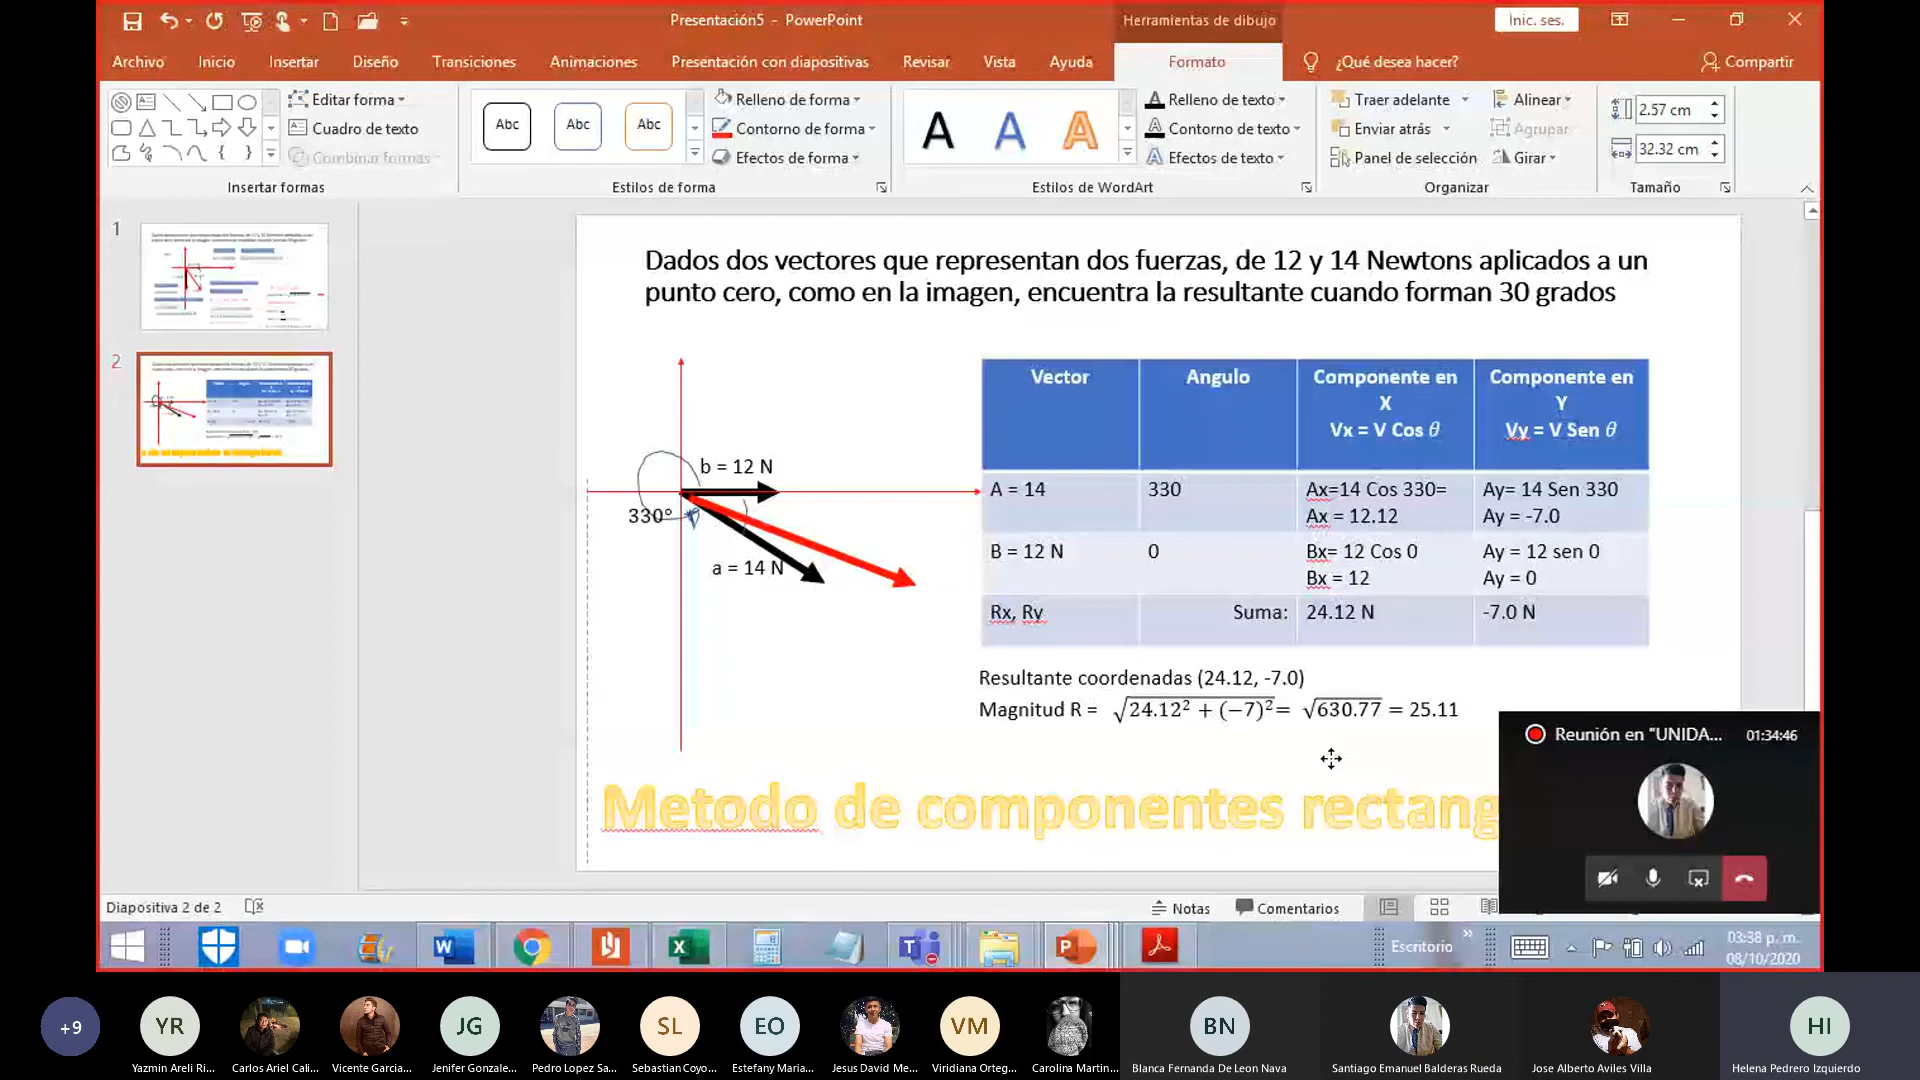 Presentación5 - PowerPoint
Herramientas de dibujo
Inic. ses.
Archivo
Inicio
Insertar
Diseño
Transiciones
Animaciones
Presentación con diapositivas
Revisar
Vista
Ayuda
Formato
¿Qué desea hacer?
Compartir
Editar forma
Cuadro de texto
Combinar formas
Insertar formas
Abc
Abc
Abc
Relleno de forma
Contorno de forma
Efectos de forma
Estilos de forma
A A A
Relleno de texto
Contorno de texto
Efectos de texto
Estilos de WordArt
Traer adelante
Enviar atrás
Panel de selección
Alinear
Agrupar
Girar
Organizar
2.57 cm
32.32 cm
Tamaño
1
2
Dados dos vectores que representan dos fuerzas, de 12 y 14 Newtons aplicados a un
punto cero, como en la imagen, encuentra la resultante cuando forman 30 grados
b = 12 N
330°
a = 14 N
Vector
Angulo
Componente en
X
Vx = V Cos θ
Componente en
Y
Vy = V Sen θ
A = 14
330
Ax=14 Cos 330=
Ax = 12.12
Ay= 14 Sen 330
Ay = -7.0
B = 12 N
0
Bx= 12 Cos 0
Bx = 12
Ay = 12 sen 0
Ay = 0
Rx, Ry
Suma:
24.12 N
-7.0 N
Resultante coordenadas (24.12, -7.0)
Magnitud R = √24.12² + (−7)²= √630.77 = 25.11
Metodo de componentes rectang
Reunión en "UNIDA...
01:34:46
Diapositiva 2 de 2
Notas
Comentarios
Escritorio
03:38 p. m.
08/10/2020
+9
YR
JG
SL
EO
VM
BN
HI
Yazmin Areli Ri...
Carlos Ariel Cali...
Vicente Garcia...
Jenifer Gonzale...
Pedro Lopez Sa...
Sebastian Coyo...
Estefany Maria...
Jesus David Me...
Viridiana Orteg...
Carolina Martin...
Blanca Fernanda De Leon Nava
Santiago Emanuel Balderas Rueda
Jose Alberto Aviles Villa
Helena Pedrero Izquierdo